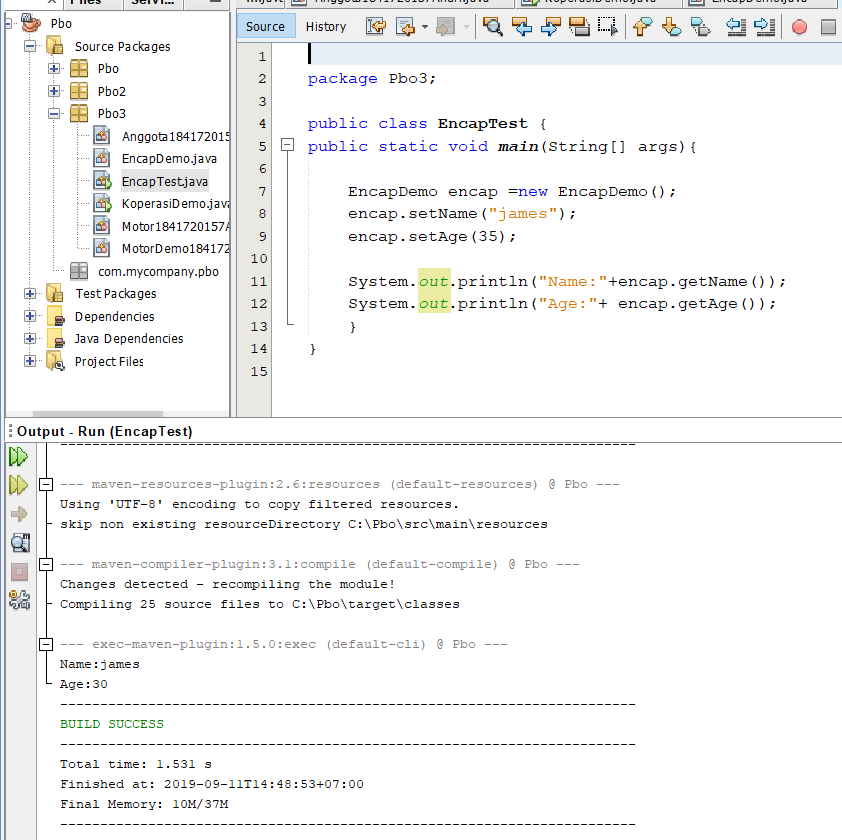 Pbo
Source Packages
Pbo
Pbo2
Pbo3
Anggota184172015
EncapDemo.java
EncapTest.java
KoperasiDemo.java
Motor1841720157A
MotorDemo184172
com.mycompany.pbo
Test Packages
Dependencies
Java Dependencies
Project Files
Source History
1
2 package Pbo3;
3
4 public class EncapTest {
5 public static void main(String[] args){
6
7 EncapDemo encap =new EncapDemo();
8 encap.setName("james");
9 encap.setAge(35);
10
11 System.out.println("Name:"+encap.getName());
12 System.out.println("Age:"+ encap.getAge());
13 }
14 }
15
Output - Run (EncapTest)
------------------------------------------------------------------------
--- maven-resources-plugin:2.6:resources (default-resources) @ Pbo ---
Using 'UTF-8' encoding to copy filtered resources.
skip non existing resourceDirectory C:\Pbo\src\main\resources
--- maven-compiler-plugin:3.1:compile (default-compile) @ Pbo ---
Changes detected - recompiling the module!
Compiling 25 source files to C:\Pbo\target\classes
--- exec-maven-plugin:1.5.0:exec (default-cli) @ Pbo ---
Name:james
Age:30
------------------------------------------------------------------------
BUILD SUCCESS
------------------------------------------------------------------------
Total time: 1.531 s
Finished at: 2019-09-11T14:48:53+07:00
Final Memory: 10M/37M
------------------------------------------------------------------------